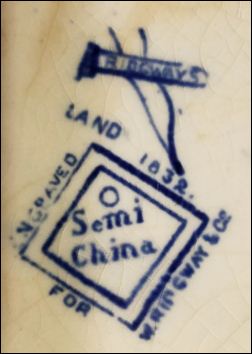 RIDGWAYS
LAND
1832.
ENGRAVED
FOR
W. RIDGWAY & Co
Semi
China